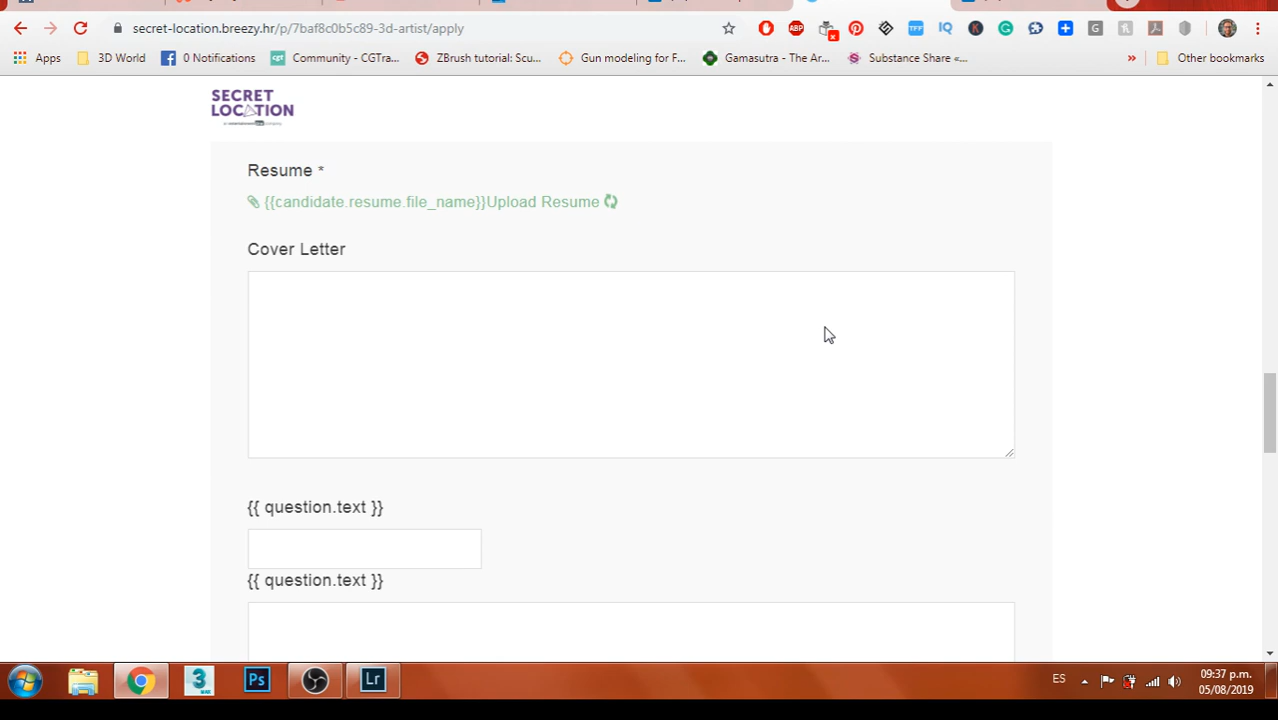 secret-location.breezy.hr/p/7baf8c0b5c89-3d-artist/apply
Apps
3D World
0 Notifications
Community - CGTra...
ZBrush tutorial: Scu...
Gun modeling for F...
Gamasutra - The Ar...
Substance Share «...
»
Other bookmarks
SECRET
LOCATION
Resume *
{{candidate.resume.file_name}}Upload Resume
Cover Letter
{{ question.text }}
{{ question.text }}
ES
09:37 p.m.
05/08/2019
Ps
Lr